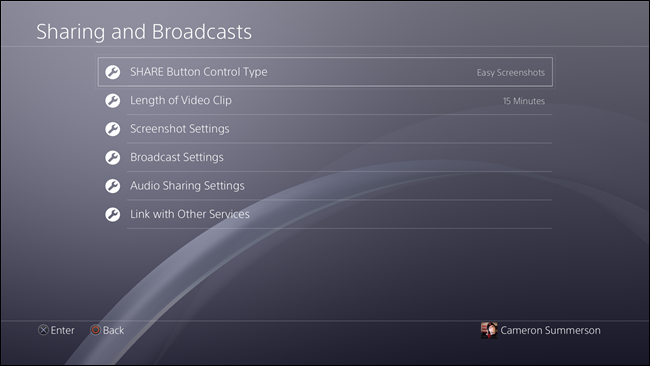 Sharing and Broadcasts
SHARE Button Control Type Easy Screenshots
Length of Video Clip 15 Minutes
Screenshot Settings
Broadcast Settings
Audio Sharing Settings
Link with Other Services
Enter Back Cameron Summerson